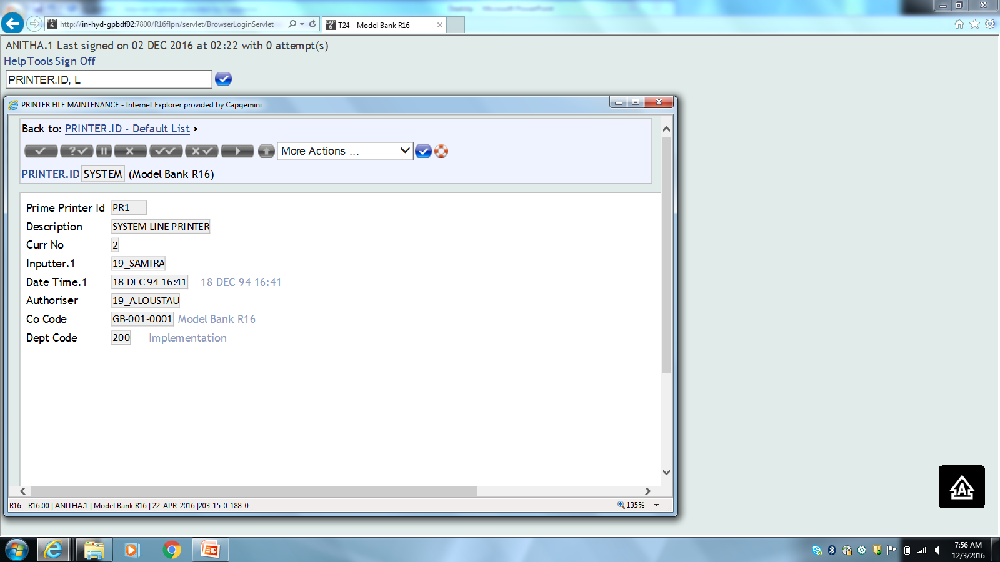 http://in-hyd-gpbdf02:7800/R16flpn/servlet/BrowserLoginServlet
EAP 6 T24 - Model Bank R16
ANITHA.1 Last signed on 02 DEC 2016 at 02:22 with 0 attempt(s)
Help Tools Sign Off
PRINTER.ID, L
PRINTER FILE MAINTENANCE - Internet Explorer provided by Capgemini
Back to: PRINTER.ID - Default List >
More Actions ...
PRINTER.ID SYSTEM (Model Bank R16)
Prime Printer Id PR1
Description SYSTEM LINE PRINTER
Curr No 2
Inputter.1 19_SAMIRA
Date Time.1 18 DEC 94 16:41 18 DEC 94 16:41
Authoriser 19_A.LOUSTAU
Co Code GB-001-0001 Model Bank R16
Dept Code 200 Implementation
R16 - R16.00 | ANITHA.1 | Model Bank R16 | 22-APR-2016 |203-15-0-188-0
135%
A
7:56 AM
12/3/2016